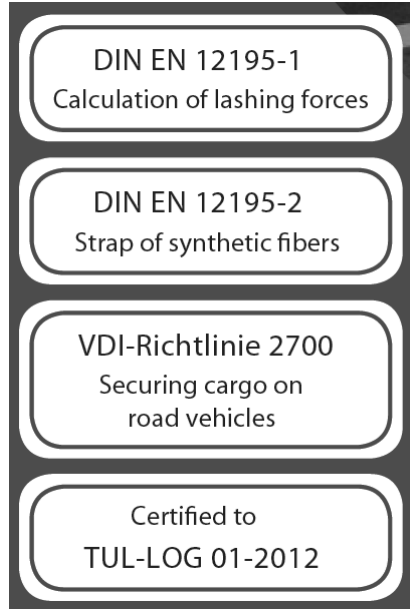 DIN EN 12195-1
Calculation of lashing forces
DIN EN 12195-2
Strap of synthetic fibers
VDI-Richtlinie 2700
Securing cargo on
road vehicles
Certified to
TUL-LOG 01-2012